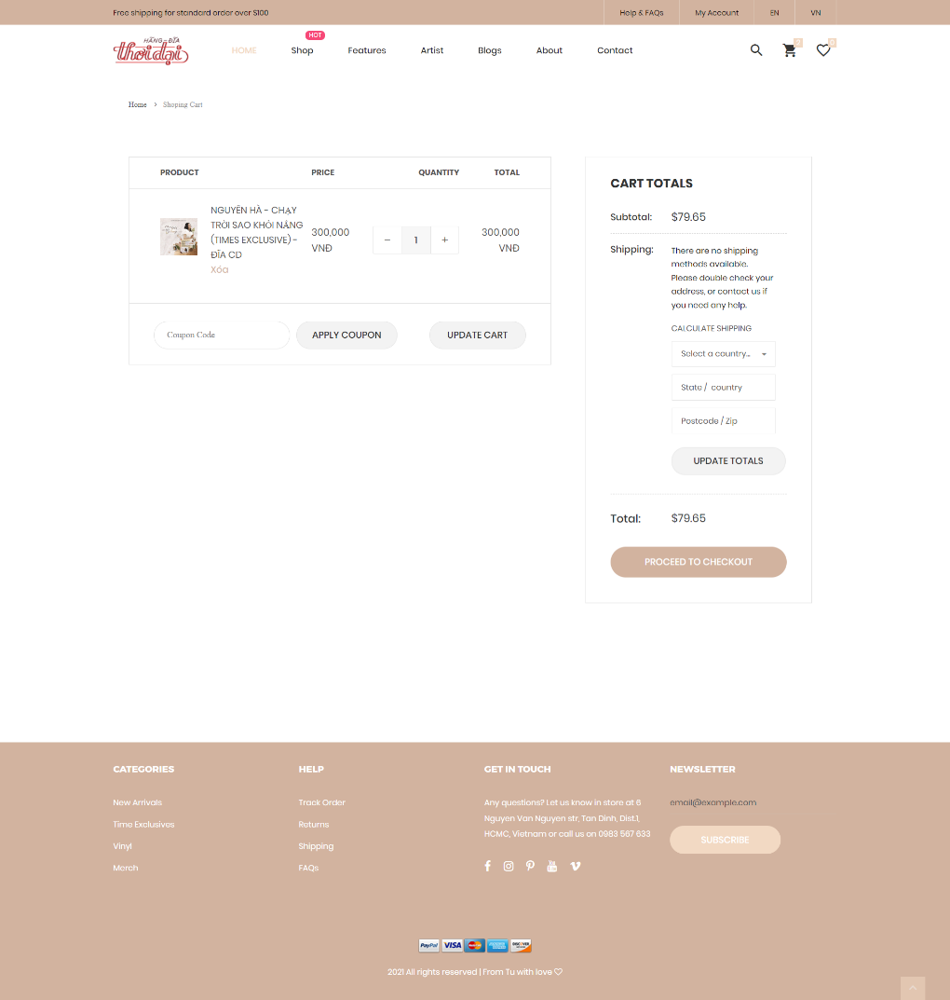 Free shipping for standard order over $100
Help & FAQs
My Account
EN
VN
HÃNG-ĐĨA
thời đại
HOME
Shop
HOT
Features
Artist
Blogs
About
Contact
Home > Shoping Cart
PRODUCT PRICE QUANTITY TOTAL
NGUYÊN HÀ - CHẠY
TRỜI SAO KHỎI NẮNG
(TIMES EXCLUSIVE) -
ĐĨA CD
Xóa
300,000
VNĐ
− 1 +
300,000
VNĐ
Coupon Code
APPLY COUPON
UPDATE CART
CART TOTALS
Subtotal: $79.65
Shipping:
There are no shipping
methods available.
Please double check your
address, or contact us if
you need any help.
CALCULATE SHIPPING
Select a country...
State / country
Postcode / Zip
UPDATE TOTALS
Total: $79.65
PROCEED TO CHECKOUT
CATEGORIES
New Arrivals
Time Exclusives
Vinyl
Merch
HELP
Track Order
Returns
Shipping
FAQs
GET IN TOUCH
Any questions? Let us know in store at 6
Nguyen Van Nguyen str, Tan Dinh, Dist.1,
HCMC, Vietnam or call us on 0983 567 633
NEWSLETTER
email@example.com
SUBSCRIBE
PayPal
VISA
DISCOVER
2021 All rights reserved | From Tu with love ♡